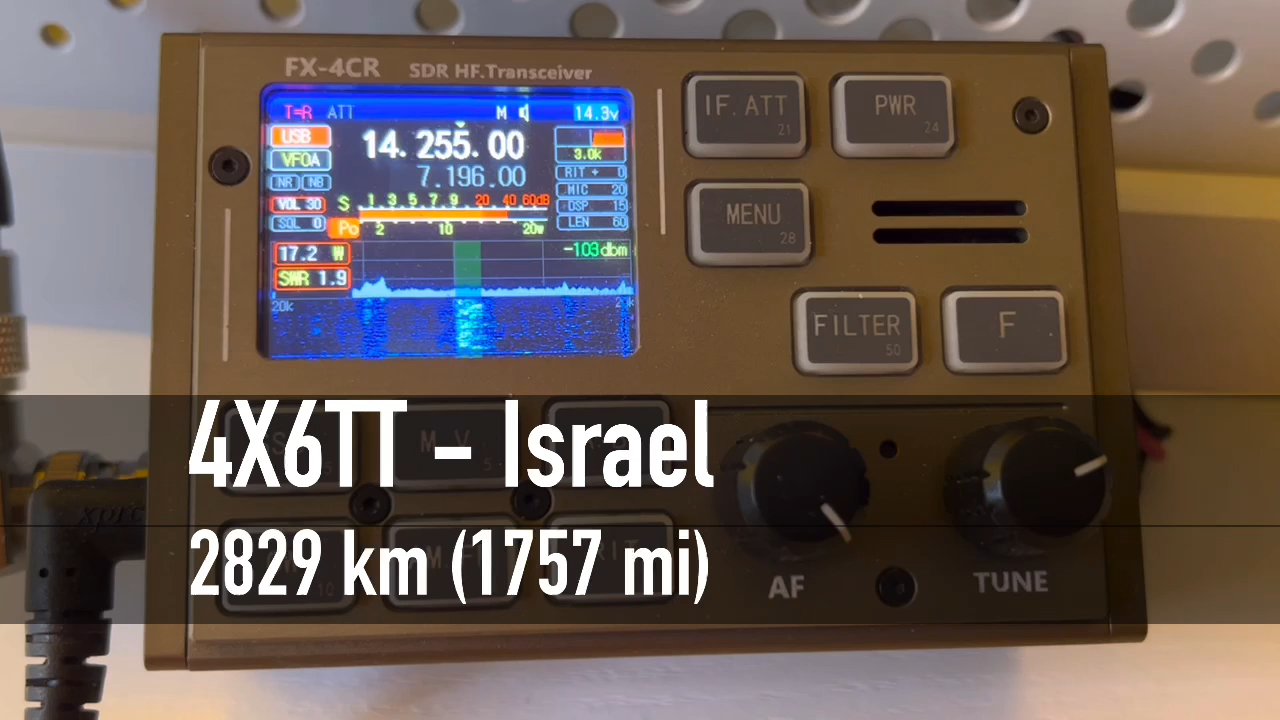 FX-4CR SDR HF.Transceiver
T=R ATT M 14.3v
USB 14.255.00
VFOA 7.196.00 3.0k
NR NB RIT + 0
VOL 30 S 1 3 5 7 9 20 40 60dB MIC 20
DSP 15
SQL 0 Po 2 10 20w LEN 60
17.2 W -103dbm
SWR 1.9
20k
IF.ATT 21
PWR 24
MENU 28
FILTER 50
F
4X6TT – Israel
2829 km (1757 mi)
AF
TUNE